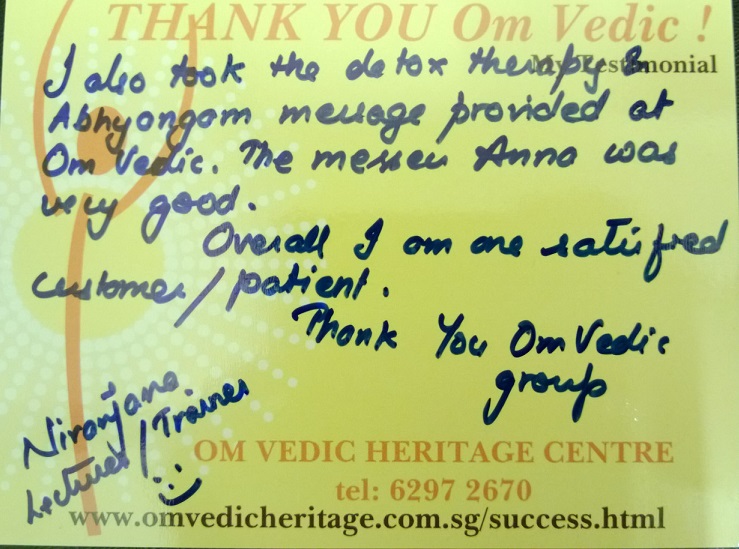 THANK YOU Om Vedic !
My Testimonial
I also took the detox therapy &
Abhyangam message provided at
Om Vedic. The messeu Anna was
very good.
Overall I am one satisfied
customer/patient.
Thank You Om Vedic
group
Niranjana
Lecturer/Trainer
OM VEDIC HERITAGE CENTRE
tel: 6297 2670
www.omvedicheritage.com.sg/success.html